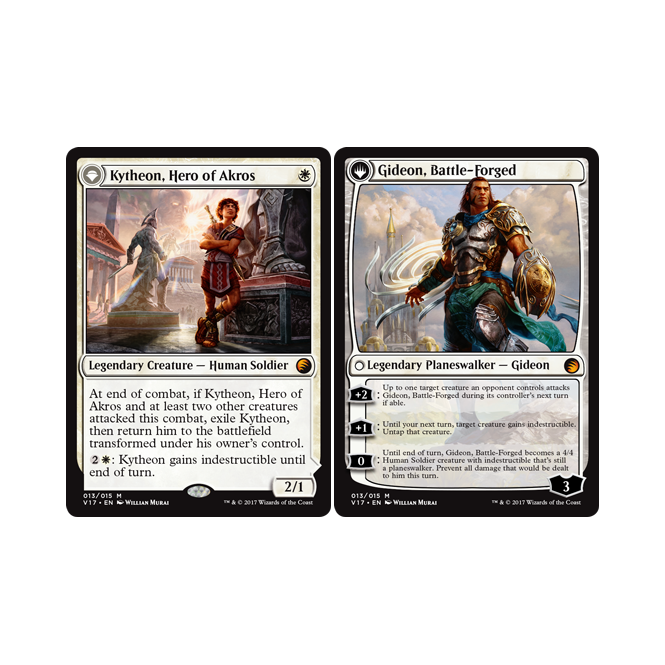 Kytheon, Hero of Akros
Legendary Creature — Human Soldier
At end of combat, if Kytheon, Hero of
Akros and at least two other creatures
attacked this combat, exile Kytheon,
then return him to the battlefield
transformed under his owner's control.
2 : Kytheon gains indestructible until
end of turn.
2/1
013/015 M
V17 • EN Willian Murai
™ & © 2017 Wizards of the Coast
Gideon, Battle-Forged
Legendary Planeswalker — Gideon
+2 : Up to one target creature an opponent controls attacks
Gideon, Battle-Forged during its controller's next turn
if able.
+1 : Until your next turn, target creature gains indestructible.
Untap that creature.
0 : Until end of turn, Gideon, Battle-Forged becomes a 4/4
Human Soldier creature with indestructible that's still
a planeswalker. Prevent all damage that would be dealt
to him this turn.
3
013/015 M
V17 • EN Willian Murai
™ & © 2017 Wizards of the Coast